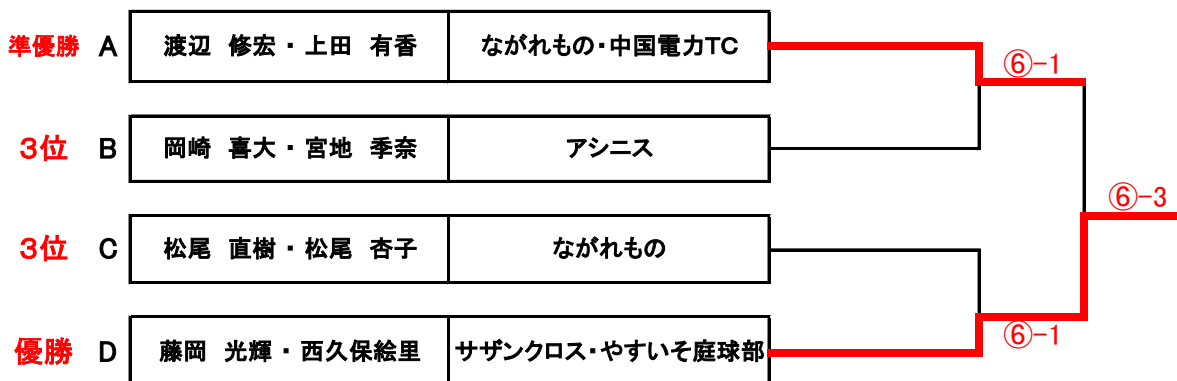 準優勝 A 渡辺 修宏・上田 有香 ながれもの・中国電力TC
⑥-1
3位 B 岡崎 喜大・宮地 季奈 アシニス
⑥-3
3位 C 松尾 直樹・松尾 杏子 ながれもの
⑥-1
優勝 D 藤岡 光輝・西久保絵里 サザンクロス・やすいそ庭球部